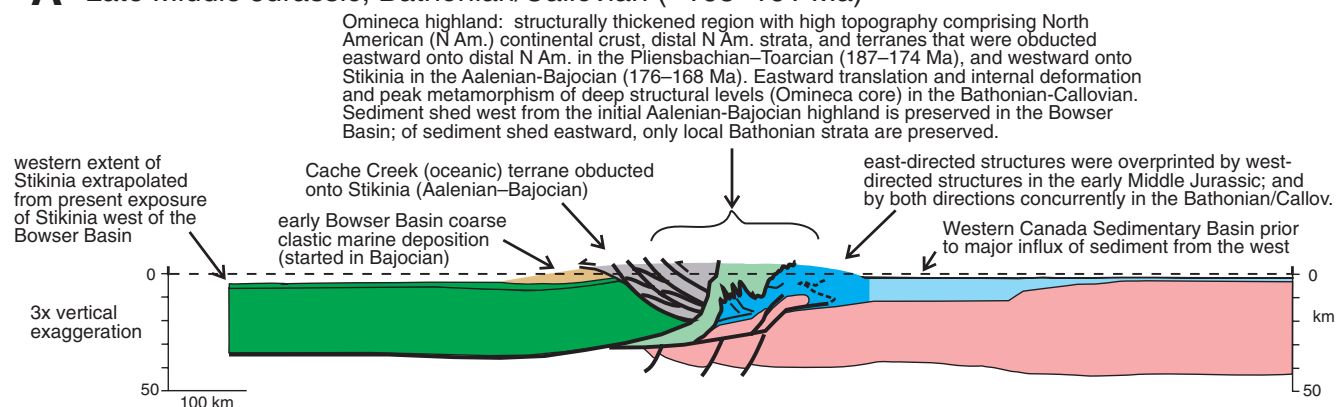 Omineca highland: structurally thickened region with high topography comprising North
American (N Am.) continental crust, distal N Am. strata, and terranes that were obducted
eastward onto distal N Am. in the Pliensbachian–Toarcian (187–174 Ma), and westward onto
Stikinia in the Aalenian-Bajocian (176–168 Ma). Eastward translation and internal deformation
and peak metamorphism of deep structural levels (Omineca core) in the Bathonian-Callovian.
Sediment shed west from the initial Aalenian-Bajocian highland is preserved in the Bowser
Basin; of sediment shed eastward, only local Bathonian strata are preserved.
western extent of
Stikinia extrapolated
from present exposure
of Stikinia west of the
Bowser Basin
Cache Creek (oceanic) terrane obducted
onto Stikinia (Aalenian–Bajocian)
early Bowser Basin coarse
clastic marine deposition
(started in Bajocian)
east-directed structures were overprinted by west-
directed structures in the early Middle Jurassic; and
by both directions concurrently in the Bathonian/Callov.
Western Canada Sedimentary Basin prior
to major influx of sediment from the west
0
0
3x vertical
exaggeration
km
50
50
100 km